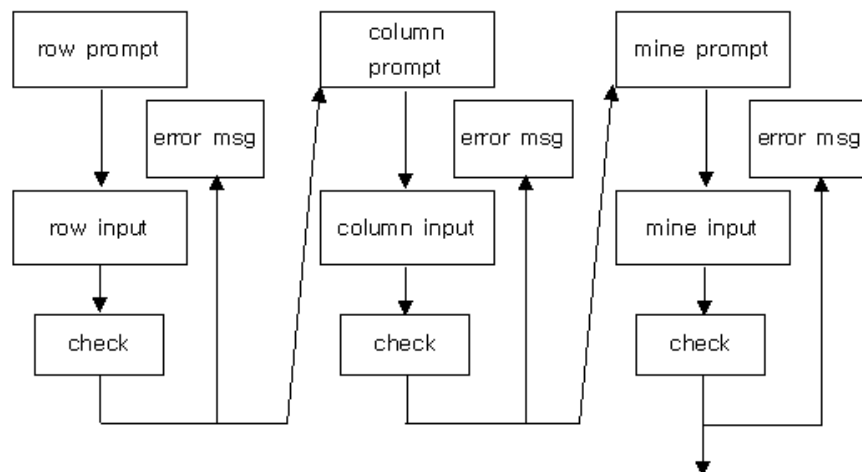 row prompt
column
prompt
mine prompt
error msg
error msg
error msg
row input
column input
mine input
check
check
check